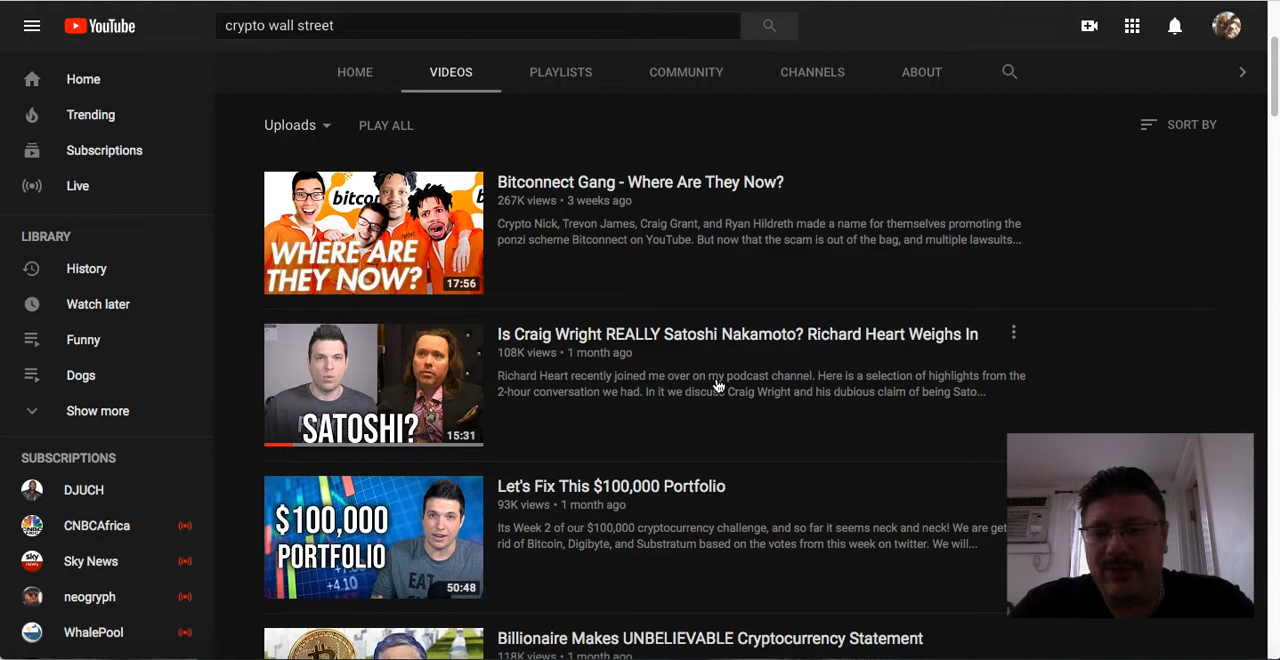 YouTube
crypto wall street
HOME VIDEOS PLAYLISTS COMMUNITY CHANNELS ABOUT
Uploads PLAY ALL SORT BY
Home
Trending
Subscriptions
Live
LIBRARY
History
Watch later
Funny
Dogs
Show more
SUBSCRIPTIONS
DJUCH
CNBCAfrica
Sky News
neogryph
WhalePool
WHERE ARE
THEY NOW?
17:56
Bitconnect Gang - Where Are They Now?
267K views • 3 weeks ago
Crypto Nick, Trevon James, Craig Grant, and Ryan Hildreth made a name for themselves promoting the
ponzi scheme Bitconnect on YouTube. But now that the scam is out of the bag, and multiple lawsuits...
SATOSHI?
15:31
Is Craig Wright REALLY Satoshi Nakamoto? Richard Heart Weighs In
108K views • 1 month ago
Richard Heart recently joined me over on my podcast channel. Here is a selection of highlights from the
2-hour conversation we had. In it we discuss Craig Wright and his dubious claim of being Sato...
$100,000
PORTFOLIO
+4.10
EAT
50:48
Let's Fix This $100,000 Portfolio
93K views • 1 month ago
Its Week 2 of our $100,000 cryptocurrency challenge, and so far it seems neck and neck! We are get
rid of Bitcoin, Digibyte, and Substratum based on the votes from this week on twitter. We will...
Billionaire Makes UNBELIEVABLE Cryptocurrency Statement
118K views • 1 month ago